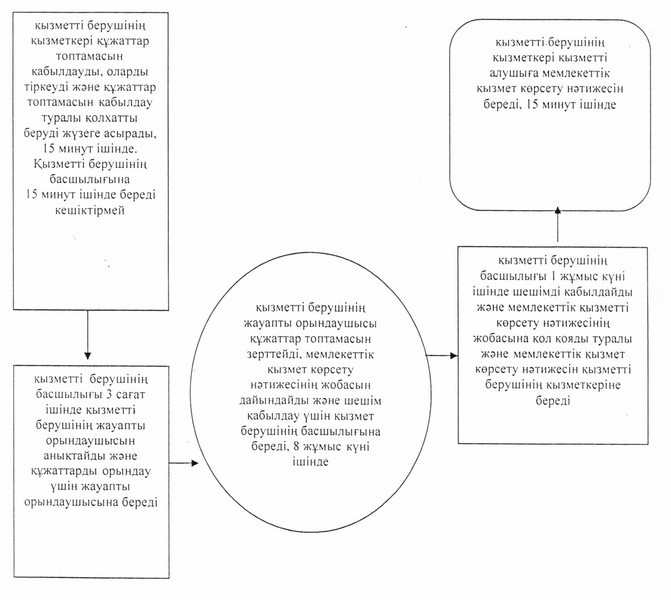 қызметті берушінің
қызметкері құжаттар
топтамасын
қабылдауды, оларды
тіркеуді және құжаттар
топтамасын қабылдау
туралы қолхатты
беруді жүзеге асырады,
15 минут ішінде.
Қызметті берушінің
басшылығына
15 минут ішінде береді
кешіктірмей
қызметті берушінің
басшылығы 3 сағат
ішінде қызметті
берушінің жауапты
орындаушысын
анықтайды және
құжаттарды орындау
үшін жауапты
орындаушысына береді
қызметті берушінің
жауапты орындаушысы
құжаттар топтамасын
зерттейді, мемлекеттік
қызмет көрсету
нәтижесінің жобасын
дайындайды және шешім
қабылдау үшін қызмет
берушінің басшылығына
береді, 8 жұмыс күні
ішінде
қызметті берушінің
басшылығы 1 жұмыс күні
ішінде шешімді қабылдайды
және мемлекеттік қызметті
көрсету нәтижесінің
жобасына қол қояды туралы
және мемлекеттік қызмет
көрсету нәтижесін қызметті
берушінің қызметкеріне
береді
қызметті берушінің
қызметкері қызметті
алушыға мемлекеттік
қызмет көрсету нәтижесін
береді, 15 минут ішінде